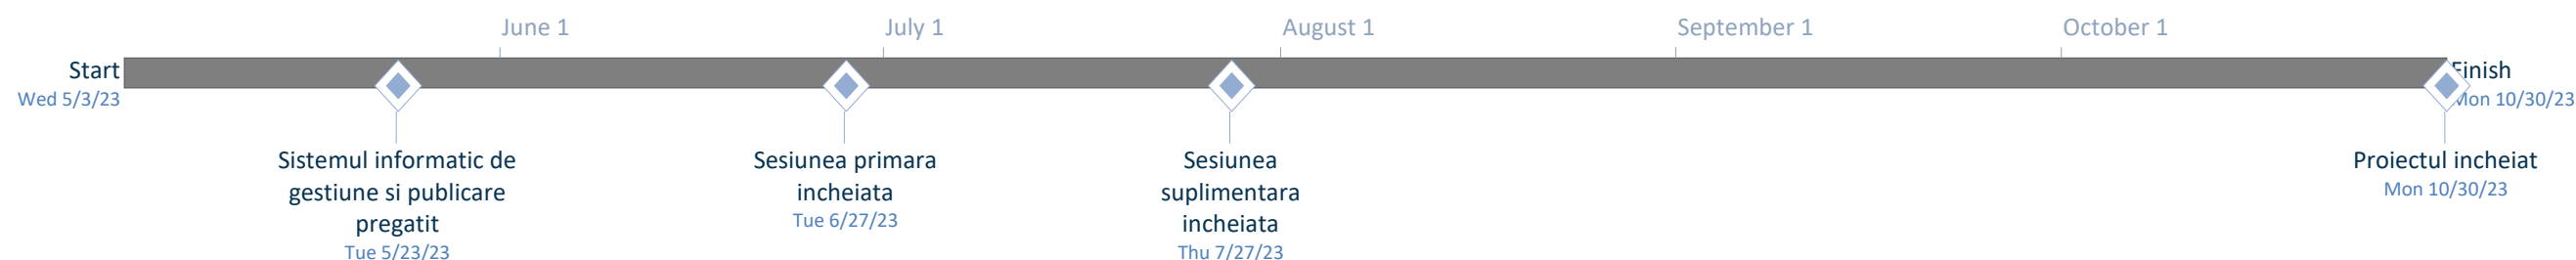 June 1
July 1
August 1
September 1
October 1
Start
Wed 5/3/23
Finish
Mon 10/30/23
Sistemul informatic de
gestiune si publicare
pregatit
Tue 5/23/23
Sesiunea primara
incheiata
Tue 6/27/23
Sesiunea
suplimentara
incheiata
Thu 7/27/23
Proiectul incheiat
Mon 10/30/23